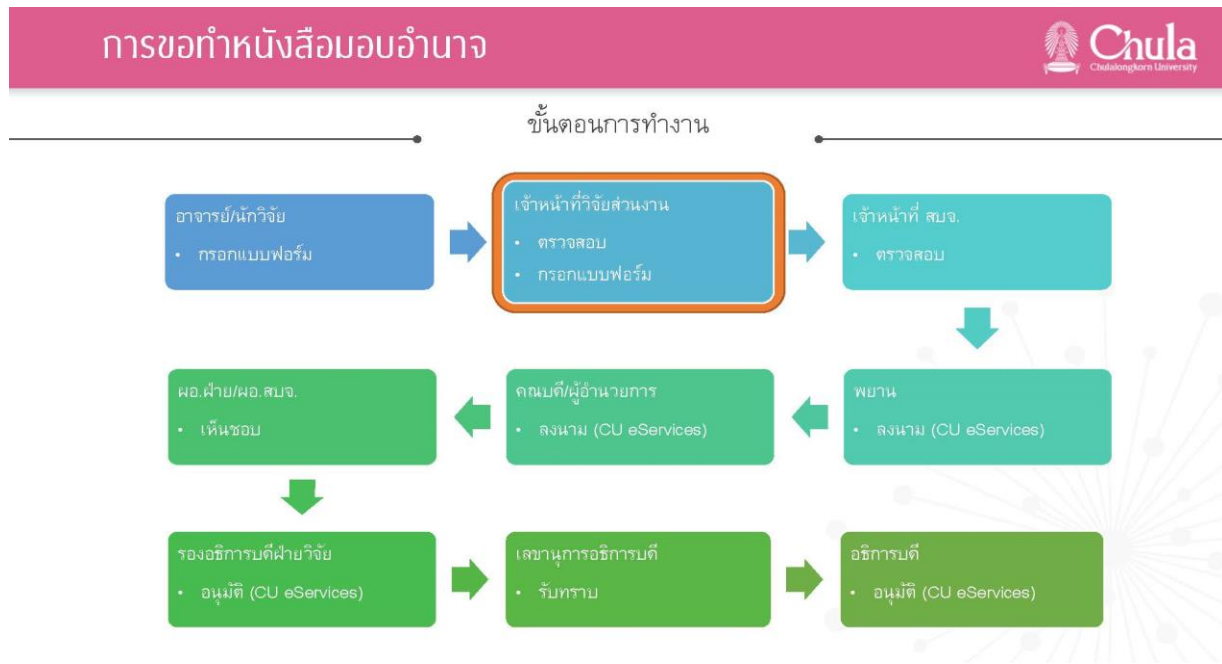 การขอทำหนังสือมอบอำนาจ
Chula
Chulalongkorn University
ขั้นตอนการทำงาน
อาจารย์/นักวิจัย
• กรอกแบบฟอร์ม
เจ้าหน้าที่วิจัยส่วนงาน
• ตรวจสอบ
• กรอกแบบฟอร์ม
เจ้าหน้าที่ สบจ.
• ตรวจสอบ
ผอ.ฝ่าย/ผอ.สบจ.
• เห็นชอบ
คณบดี/ผู้อำนวยการ
• ลงนาม (CU eServices)
พยาน
• ลงนาม (CU eServices)
รองอธิการบดีฝ่ายวิจัย
• อนุมัติ (CU eServices)
เลขานุการอธิการบดี
• รับทราบ
อธิการบดี
• อนุมัติ (CU eServices)